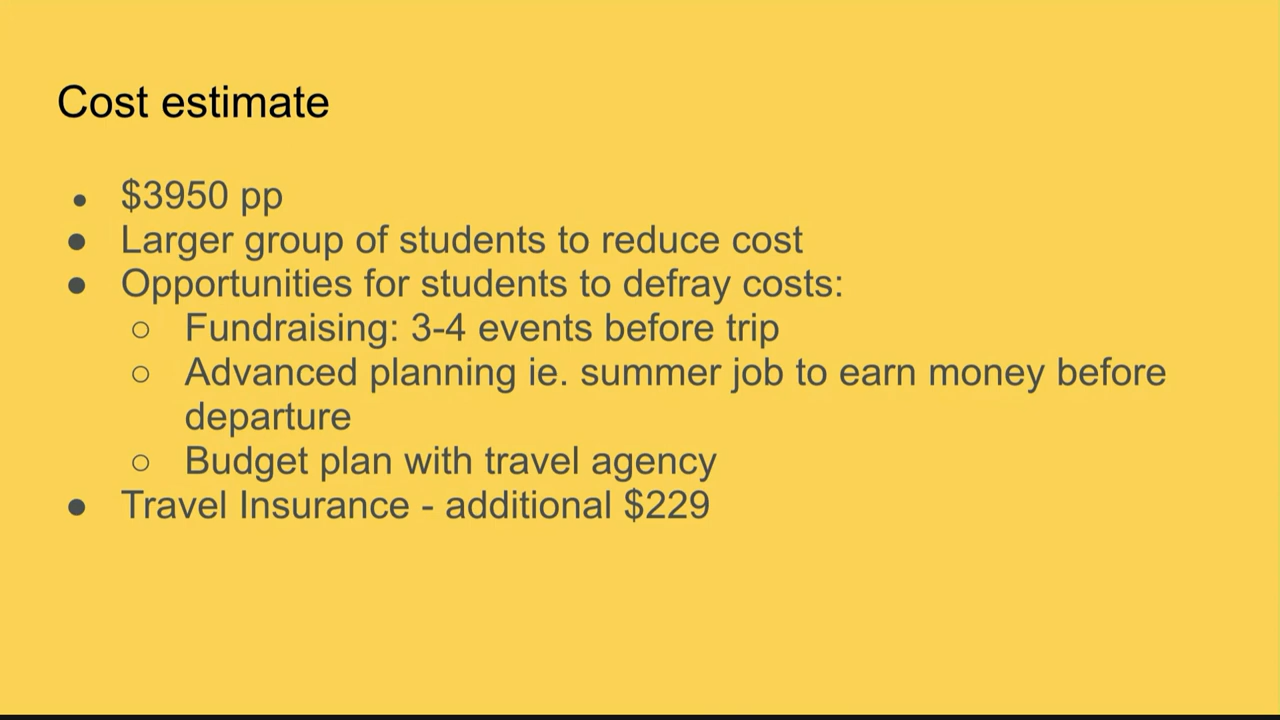 Cost estimate
● $3950 pp
● Larger group of students to reduce cost
● Opportunities for students to defray costs:
○ Fundraising: 3-4 events before trip
○ Advanced planning ie. summer job to earn money before
departure
○ Budget plan with travel agency
● Travel Insurance - additional $229